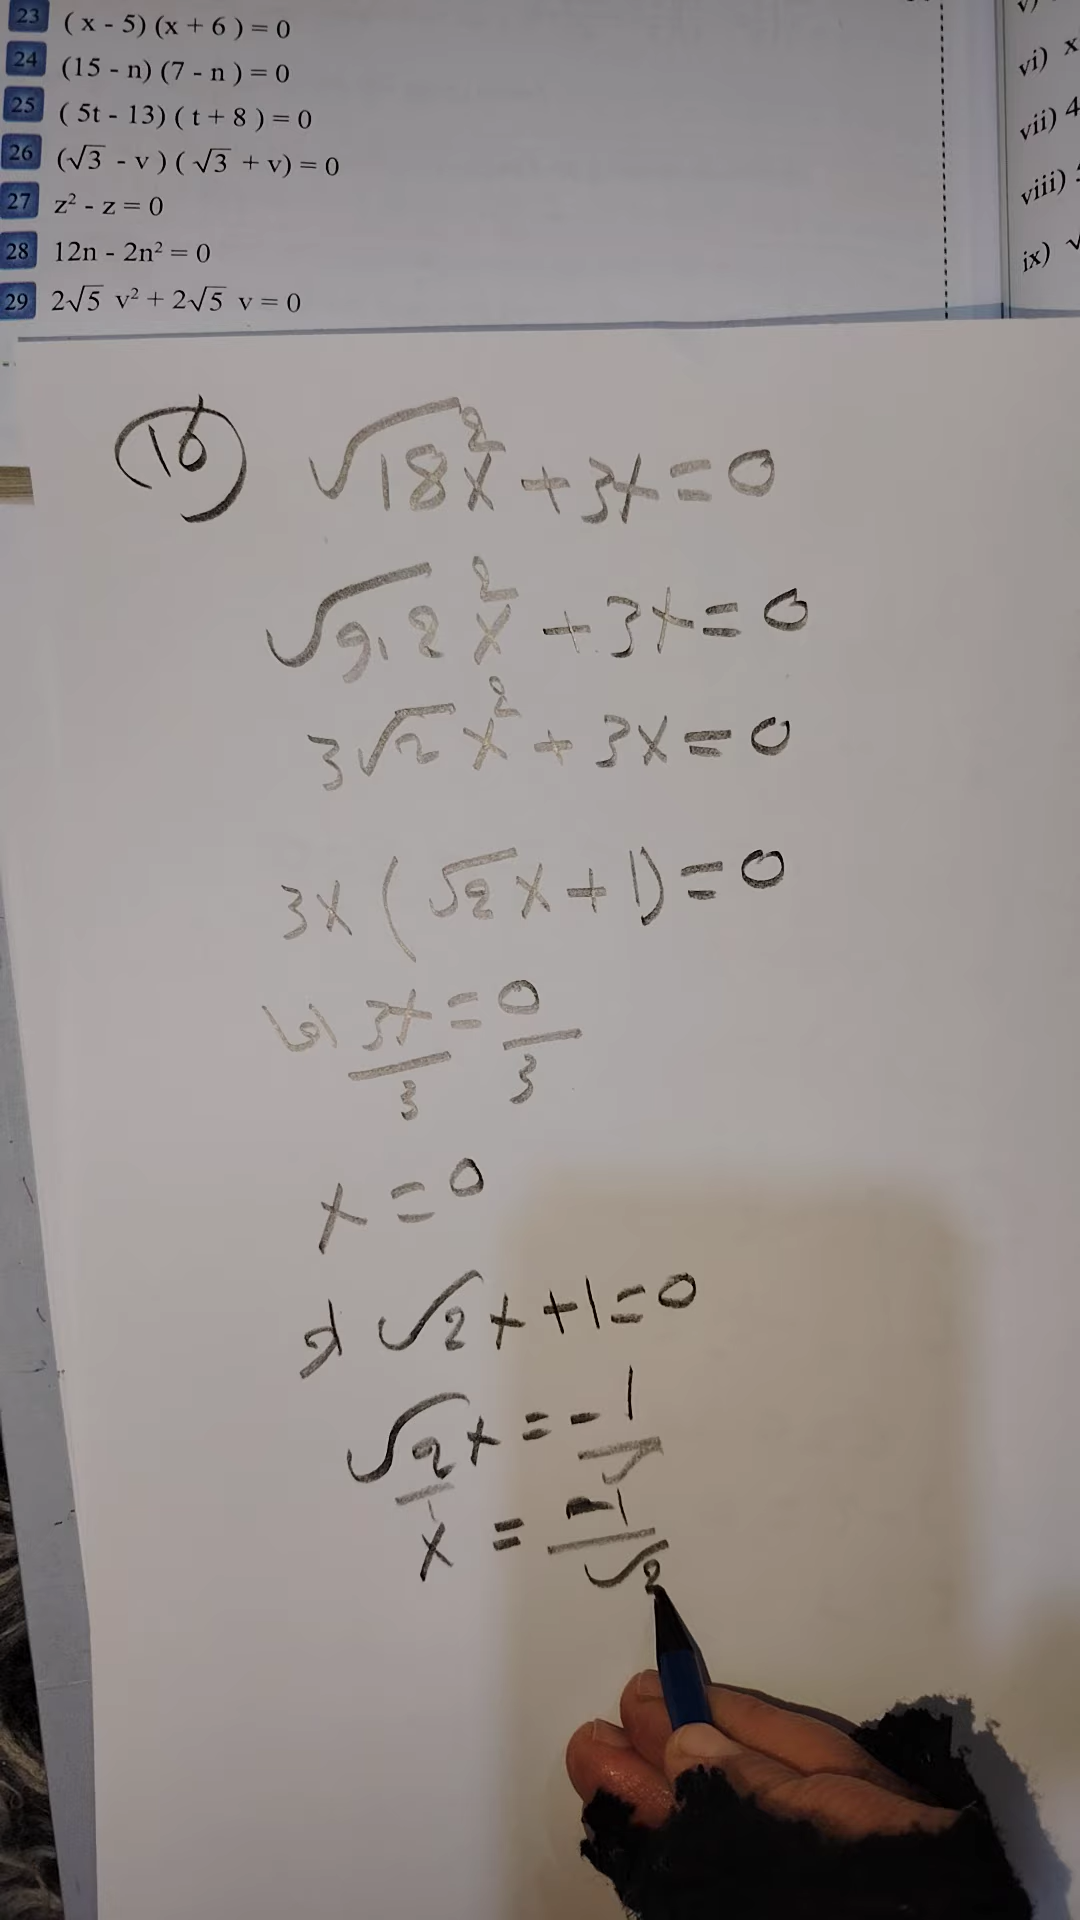 23 ( x - 5) (x + 6 ) = 0
24 (15 - n) (7 - n ) = 0
25 ( 5t - 13) ( t + 8 ) = 0
26 (√3 - v ) ( √3 + v) = 0
27 z² - z = 0
28 12n - 2n² = 0
29 2√5 v² + 2√5 v = 0
vi) x
vii) 4
viii)
ix) √
16 √18 x² + 3x = 0
√9.2 x² + 3x = 0
3√2 x² + 3x = 0
3x ( √2 x + 1) = 0
3x/3 = 0/3
x = 0
√2 x + 1 = 0
√2 x = - 1
x = -1/√2